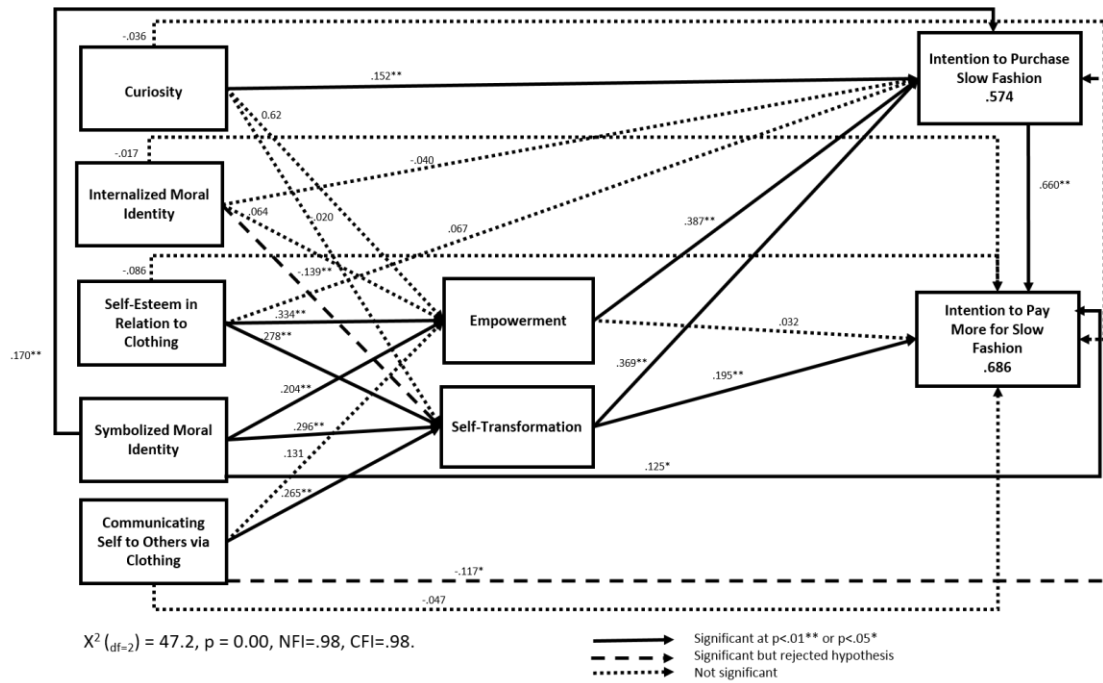 -.036
Curiosity
.152**
Intention to Purchase
Slow Fashion
.574
0.62
-.017
-.040
Internalized Moral
Identity
.064
.020
.067
.387**
.660**
-.086
-.139**
Self-Esteem in
Relation to
Clothing
.334**
.278**
Empowerment
.032
Intention to Pay
More for Slow
Fashion
.686
.170**
.369**
.204**
.195**
Symbolized Moral
Identity
.296**
Self-Transformation
.131
.125*
.265**
Communicating
Self to Others via
Clothing
-.117*
-.047
X² (df=2) = 47.2, p = 0.00, NFI=.98, CFI=.98.
Significant at p<.01** or p<.05*
Significant but rejected hypothesis
Not significant